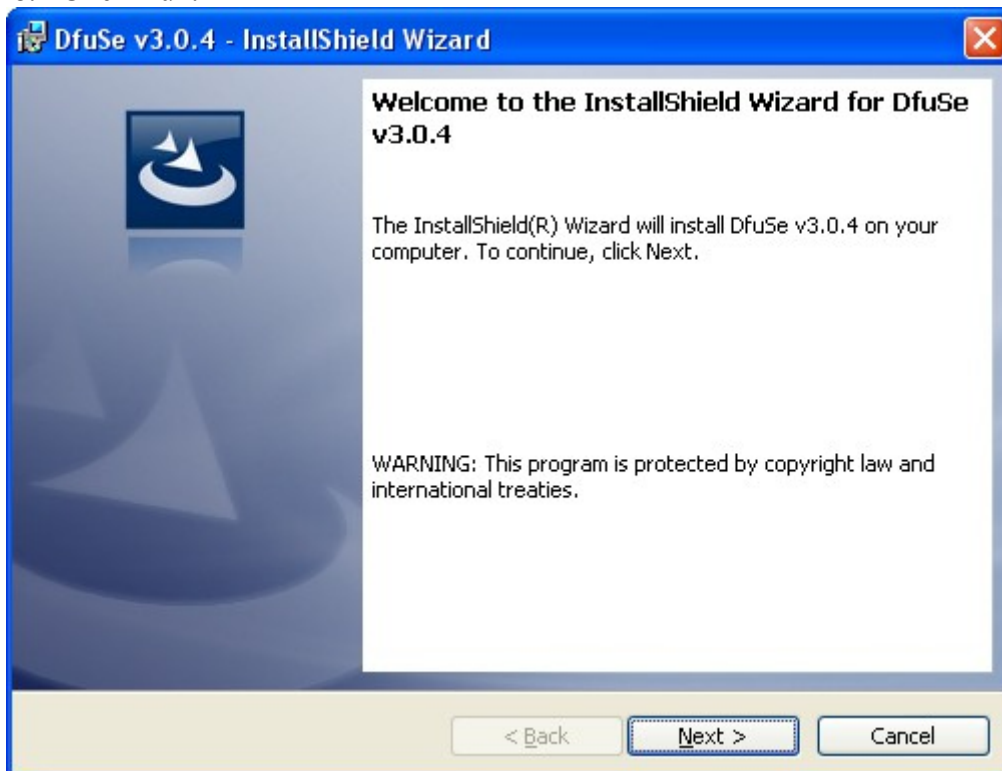 DfuSe v3.0.4 - InstallShield Wizard
Welcome to the InstallShield Wizard for DfuSe
v3.0.4
The InstallShield(R) Wizard will install DfuSe v3.0.4 on your
computer. To continue, click Next.
WARNING: This program is protected by copyright law and
international treaties.
< Back Next > Cancel